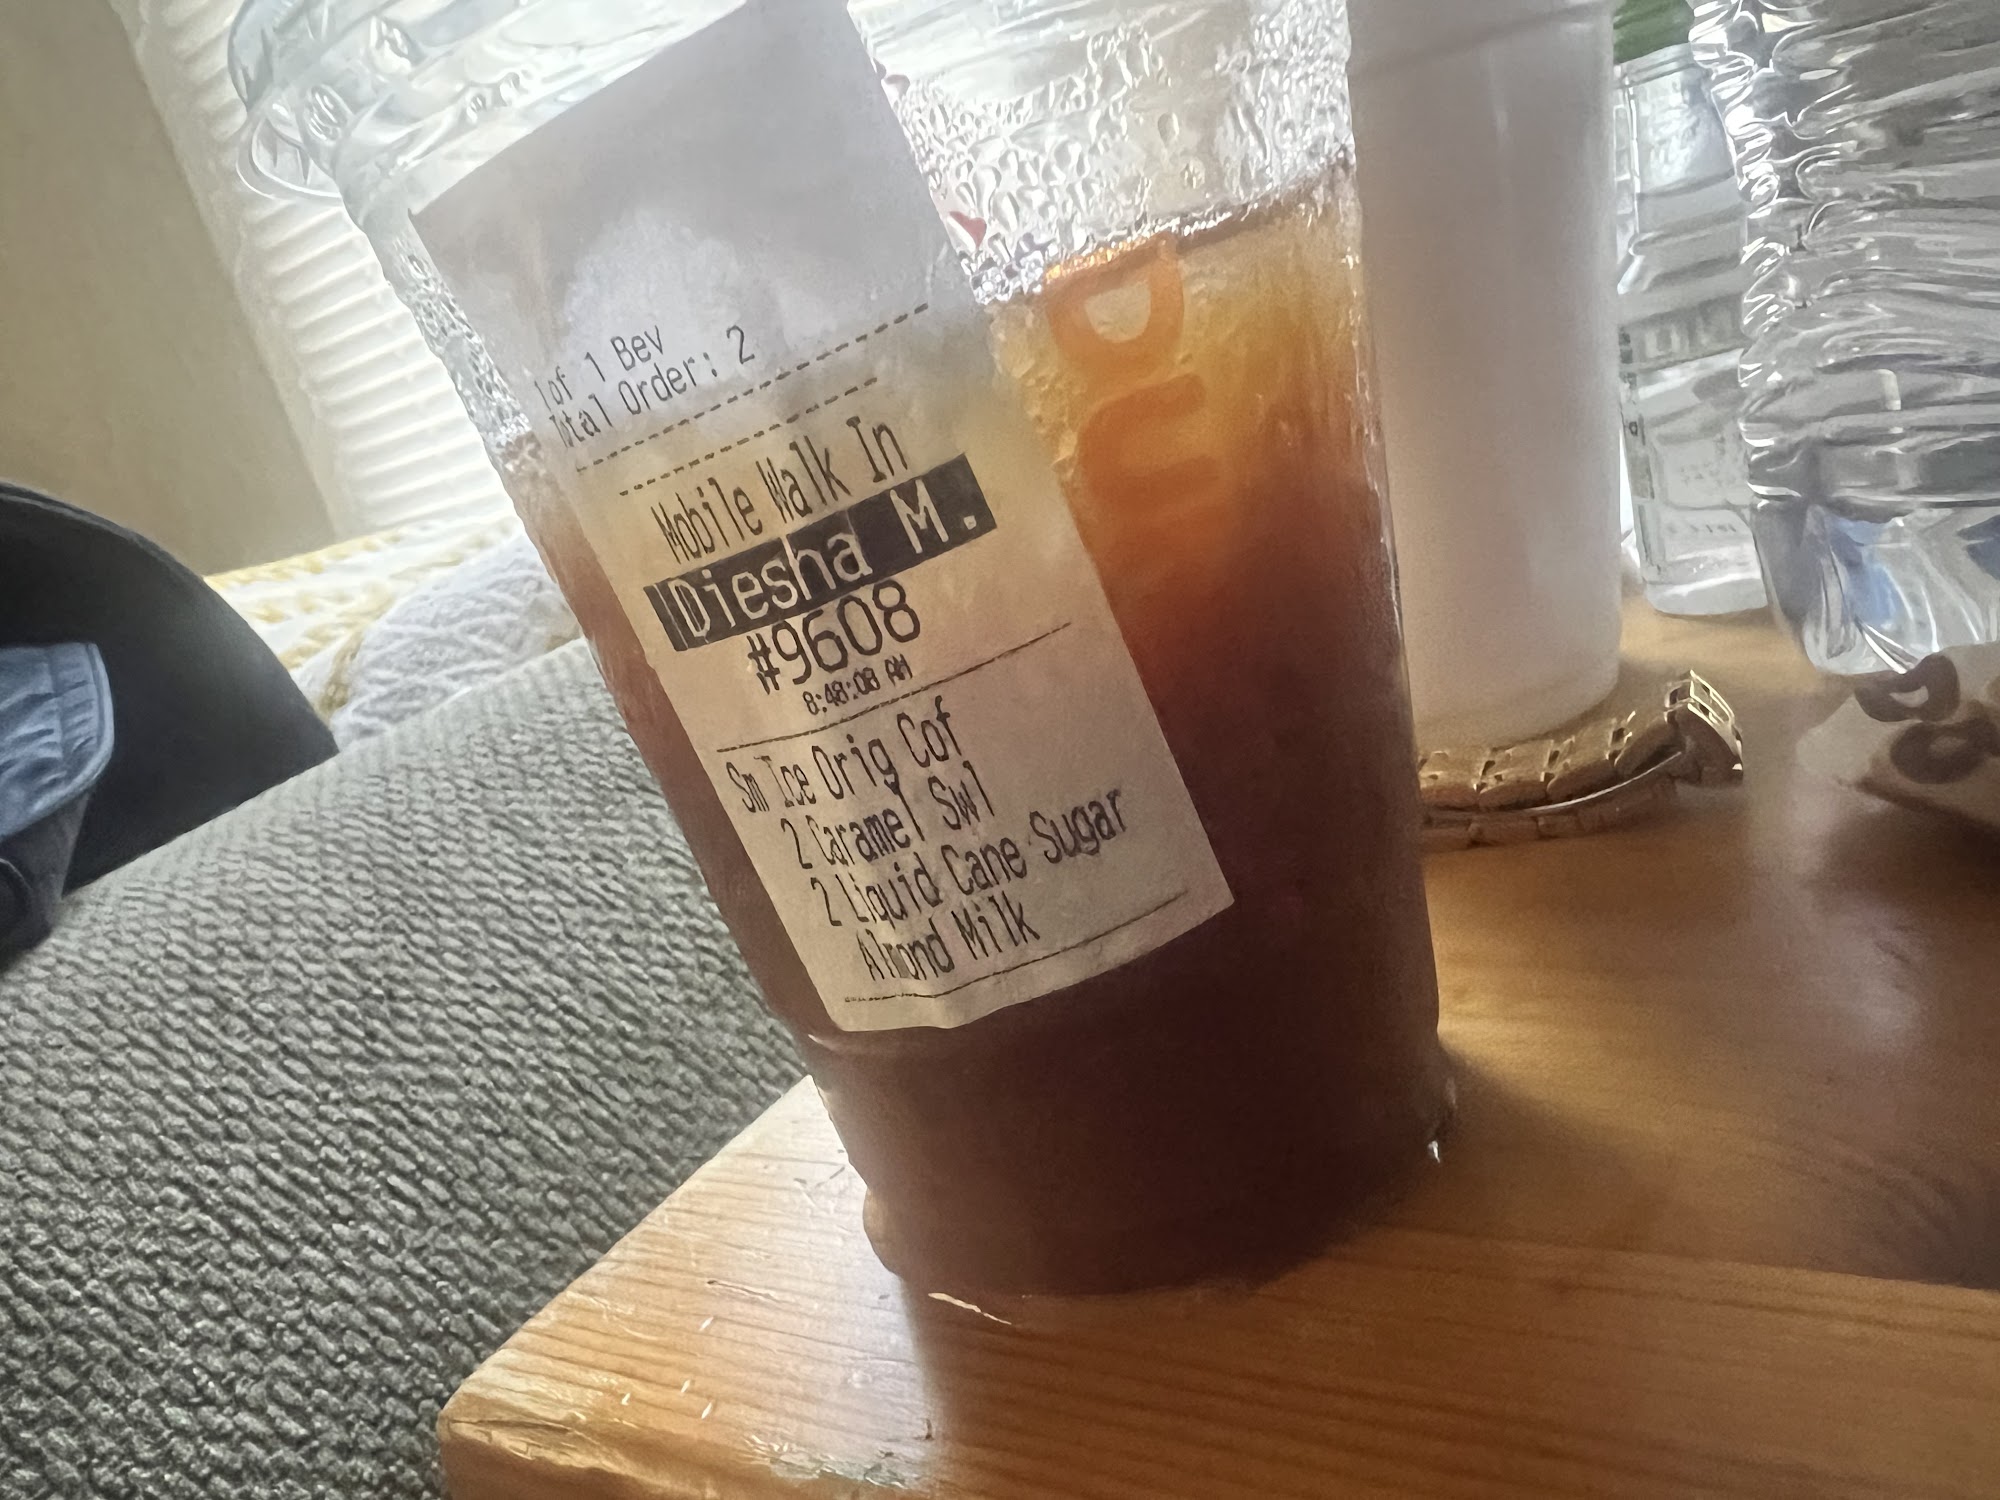 1of 1 Bev
Total Order: 2
Mobile Walk In
Diesha M.
#9608
8:48:08 AM
Sm Ice Orig Cof
2 Caramel Swl
2 Liquid Cane Sugar
Almond Milk
DU